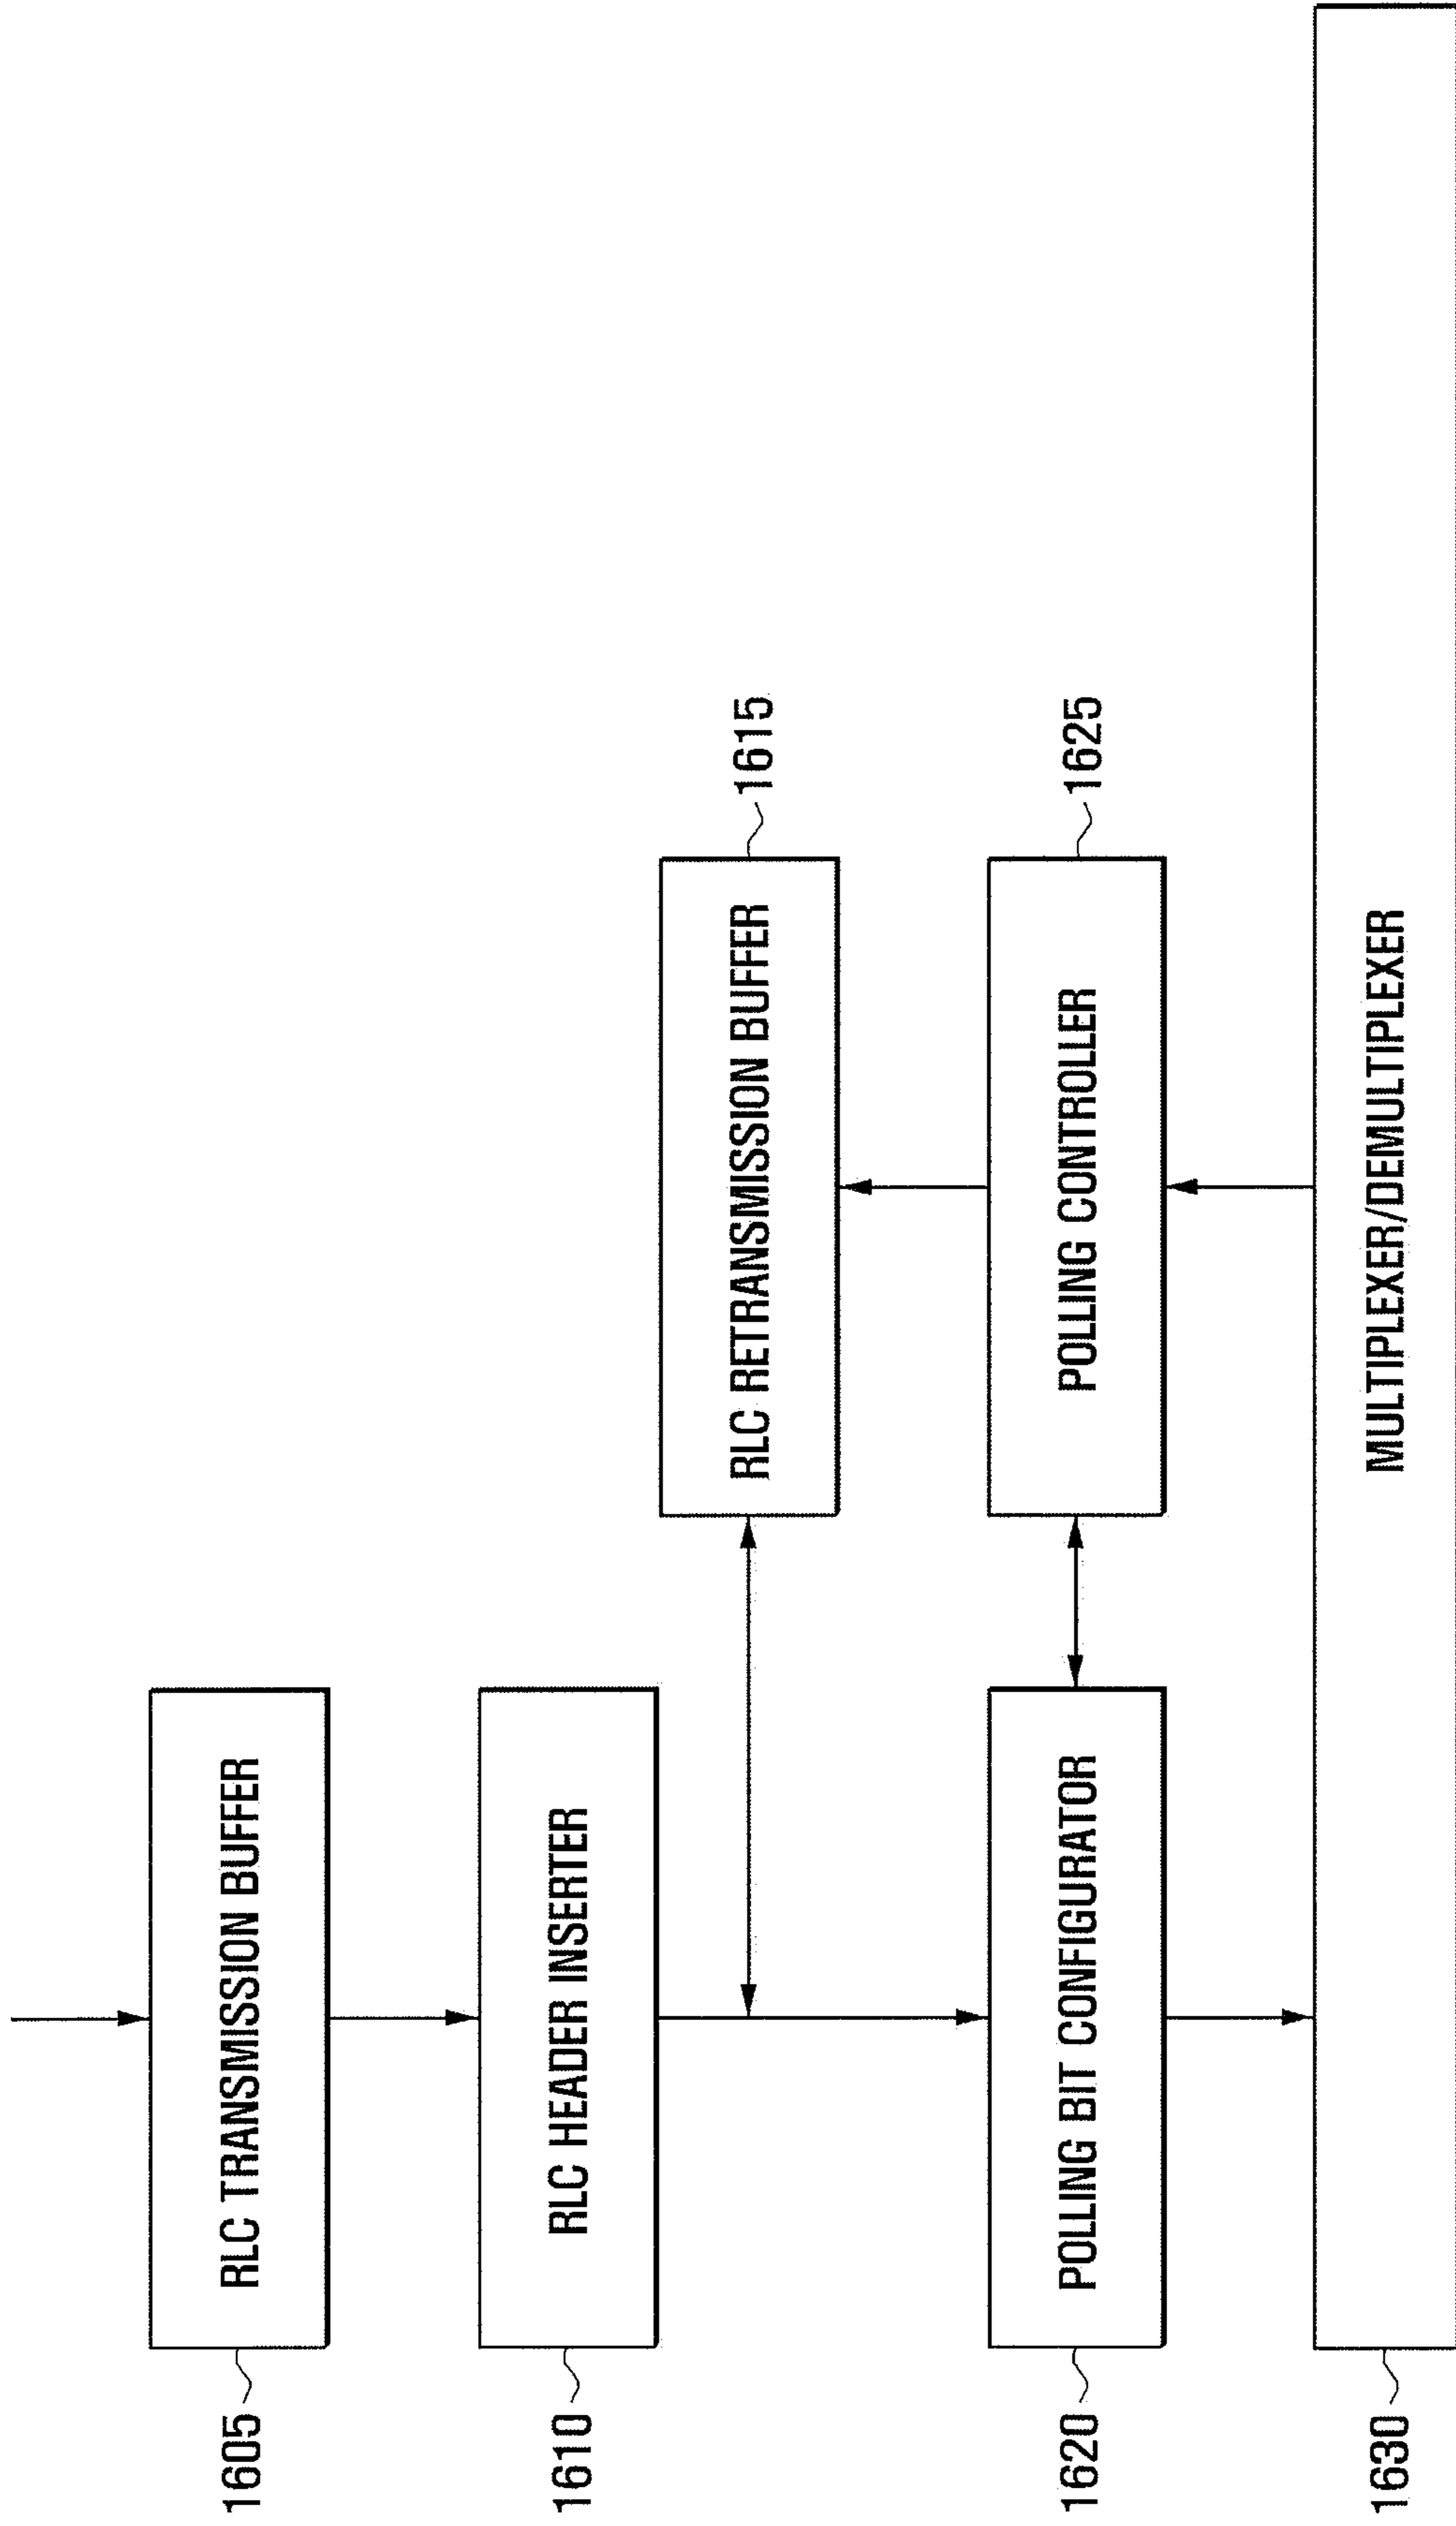 1605
RLC TRANSMISSION BUFFER
1610
RLC HEADER INSERTER
RLC RETRANSMISSION BUFFER
1615
1620
POLLING BIT CONFIGURATOR
POLLING CONTROLLER
1625
1630
MULTIPLEXER/DEMULTIPLEXER